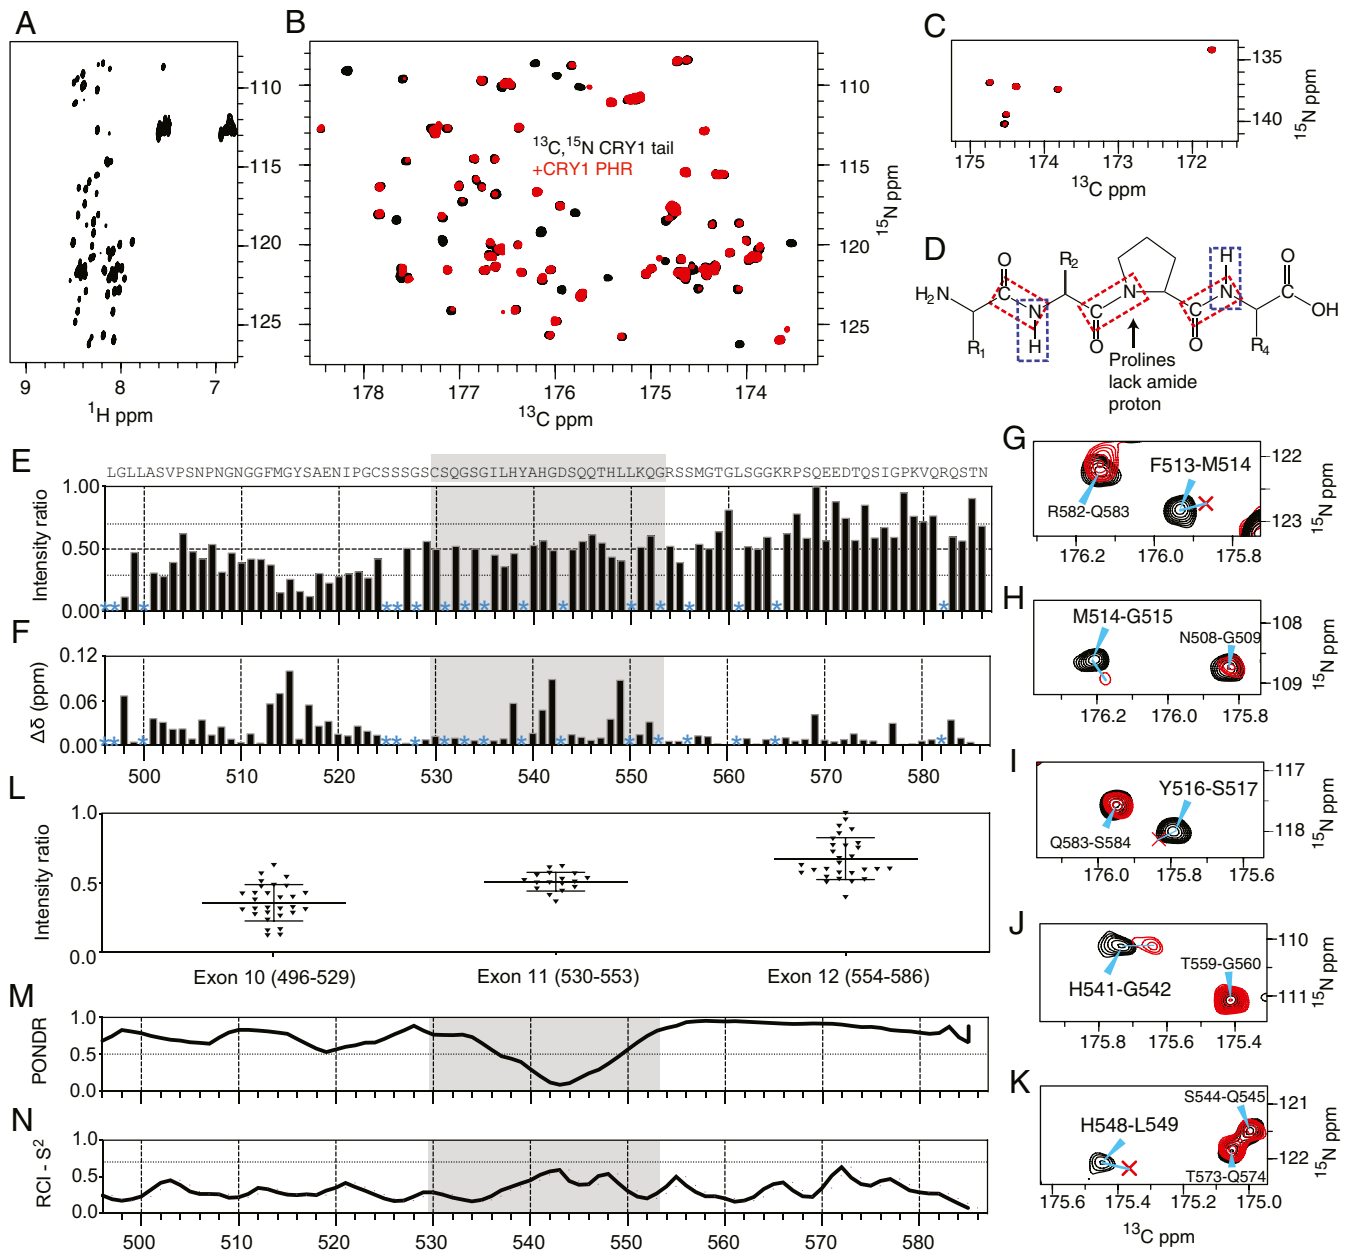 A
110
115
120
125
9
8
7
¹H ppm
B
¹³C,¹⁵N CRY1 tail
+CRY1 PHR
110
115
120
125
¹⁵N ppm
178
177
176
175
174
¹³C ppm
C
135
140
¹⁵N ppm
175
174
173
172
¹³C ppm
D
O
R₂
H
O
H₂N
N
N
N
OH
H
R₁
O
O
R₄
Prolines
lack amide
proton
E
LGLLASVPSNPNGNGGFMGYSAENIPGCSSSGSCSQGSGILHYAHGDSQQTHLLKQGRSSMGTGLSGGKRPSQEEDTQSIGPKVQRQSTN
1.00
0.50
0.00
Intensity ratio
F
0.12
0.06
0.00
Δδ (ppm)
500
510
520
530
540
550
560
570
580
G
F513-M514
R582-Q583
122
123
¹⁵N ppm
176.2
176.0
175.8
H
M514-G515
N508-G509
108
109
¹⁵N ppm
176.2
176.0
175.8
I
Y516-S517
Q583-S584
117
118
¹⁵N ppm
176.0
175.8
175.6
J
T559-G560
H541-G542
110
111
¹⁵N ppm
175.8
175.6
175.4
K
S544-Q545
H548-L549
T573-Q574
121
122
¹⁵N ppm
175.6
175.4
175.2
175.0
¹³C ppm
L
1.0
0.5
0.0
Intensity ratio
Exon 10 (496-529)
Exon 11 (530-553)
Exon 12 (554-586)
M
1.0
0.5
0.0
PONDR
N
1.0
0.5
0.0
RCI - S²
500
510
520
530
540
550
560
570
580